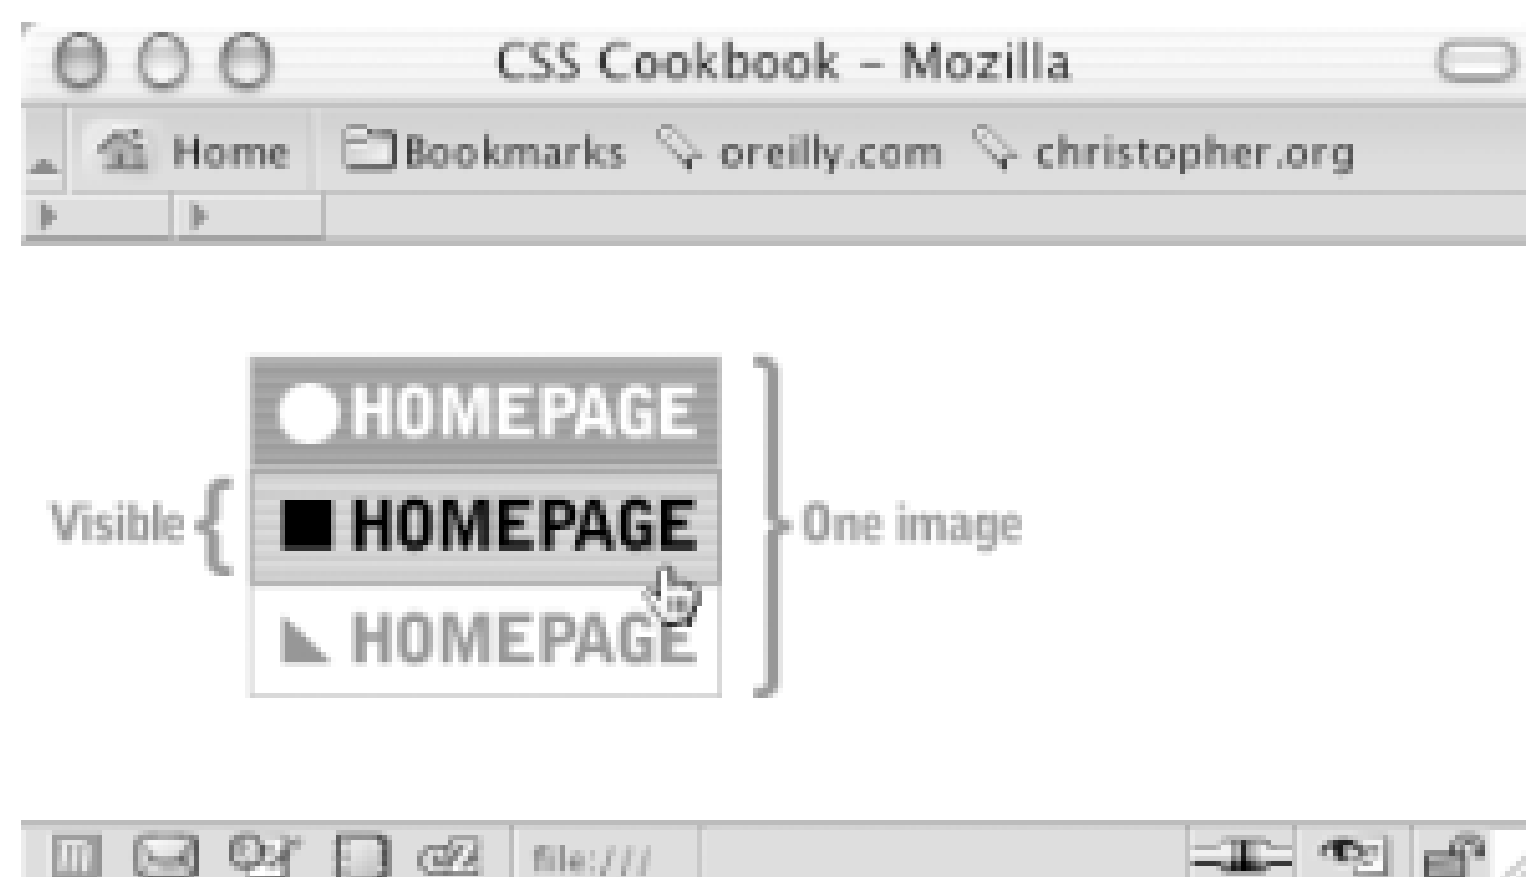 CSS Cookbook – Mozilla
Home Bookmarks oreilly.com christopher.org
HOMEPAGE
Visible HOMEPAGE One image
HOMEPAGE
file:///